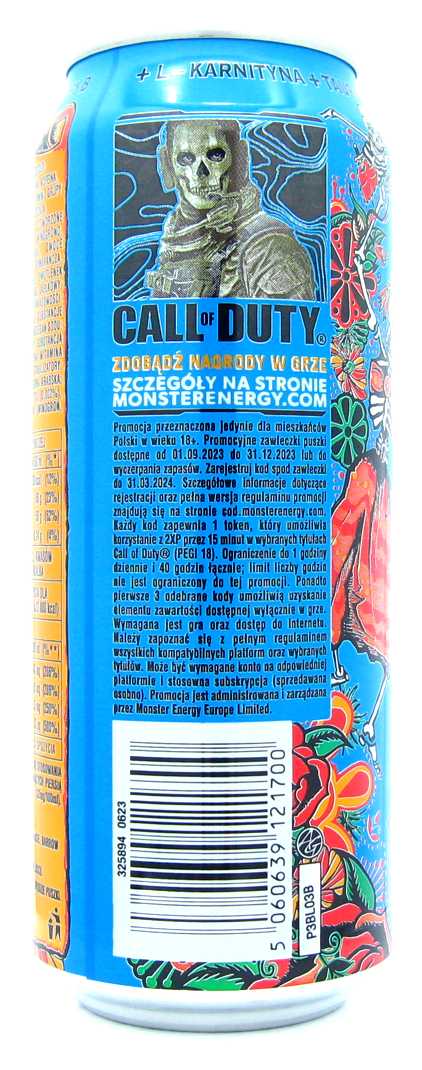 + L - KARNITYNA +
CALL OF DUTY®
ZDOBĄDŹ NAGRODY W GRZE
SZCZEGÓŁY NA STRONIE
MONSTERENERGY.COM
Promocja przeznaczona jedynie dla mieszkańców
Polski w wieku 18+. Promocyjne zawleczki puszki
dostępne od 01.09.2023 do 31.12.2023 lub do
wyczerpania zapasów. Zarejestruj kod spod zawleczki
do 31.03.2024. Szczegółowe informacje dotyczące
rejestracji oraz pełna wersja regulaminu promocji
znajdują się na stronie cod.monsterenergy.com.
Każdy kod zapewnia 1 token, który umożliwia
korzystanie z 2XP przez 15 minut w wybranych tytułach
Call of Duty® (PEGI 18). Ograniczenie do 1 godziny
dziennie i 40 godzin łącznie; limit liczby godzin
nie jest ograniczony do tej promocji. Ponadto
pierwsze 3 odebrane kody umożliwią uzyskanie
elementu zawartości dostępnej wyłącznie w grze.
Wymagana jest gra oraz dostęp do Internetu.
Należy zapoznać się z pełnym regulaminem
wszystkich kompatybilnych platform oraz wybranych
tytułów. Może być wymagane konto na odpowiedniej
platformie i stosowna subskrypcja (sprzedawana
osobno). Promocja jest administrowana i zarządzana
przez Monster Energy Europe Limited.
325894 0623
5 060639 121700
P3BL03B